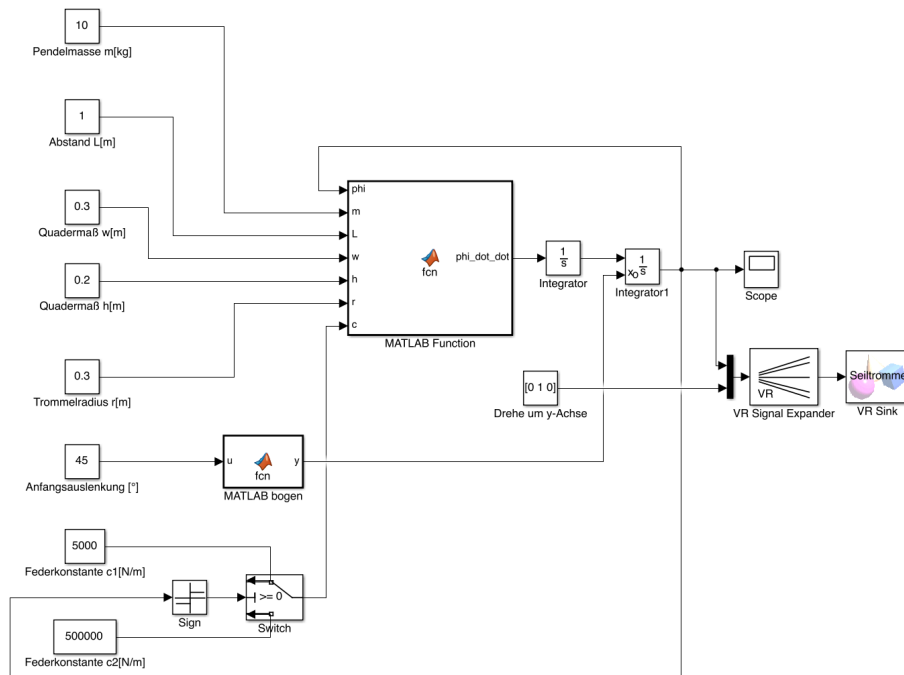 10
Pendelmasse m[kg]
1
Abstand L[m]
0.3
Quadermaß w[m]
0.2
Quadermaß h[m]
0.3
Trommelradius r[m]
45
Anfangsauslenkung [°]
phi
m
L
w
h
r
c
fcn
phi_dot_dot
MATLAB Function
1
s
Integrator
1
s
xo
Integrator1
Scope
[0 1 0]
Drehe um y-Achse
VR
VR Signal Expander
Seiltromme
VR Sink
u
fcn
y
MATLAB bogen
5000
Federkonstante c1[N/m]
Sign
>= 0
Switch
500000
Federkonstante c2[N/m]